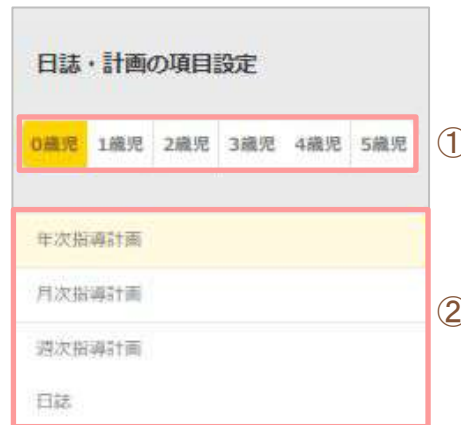 日誌・計画の項目設定
0歳児 1歳児 2歳児 3歳児 4歳児 5歳児 ①
年次指導計画
月次指導計画
②
週次指導計画
日誌